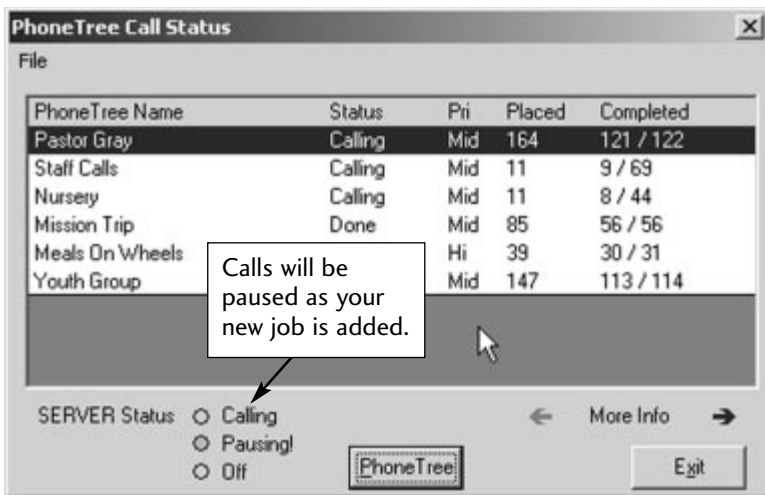 PhoneTree Call Status
File
PhoneTree Name Status Pri Placed Completed
Pastor Gray Calling Mid 164 121 / 122
Staff Calls Calling Mid 11 9 / 69
Nursery Calling Mid 11 8 / 44
Mission Trip Done Mid 85 56 / 56
Meals On Wheels Hi 39 30 / 31
Youth Group Mid 147 113 / 114
Calls will be
paused as your
new job is added.
SERVER Status Calling
Pausing!
Off
More Info
PhoneTree
Exit